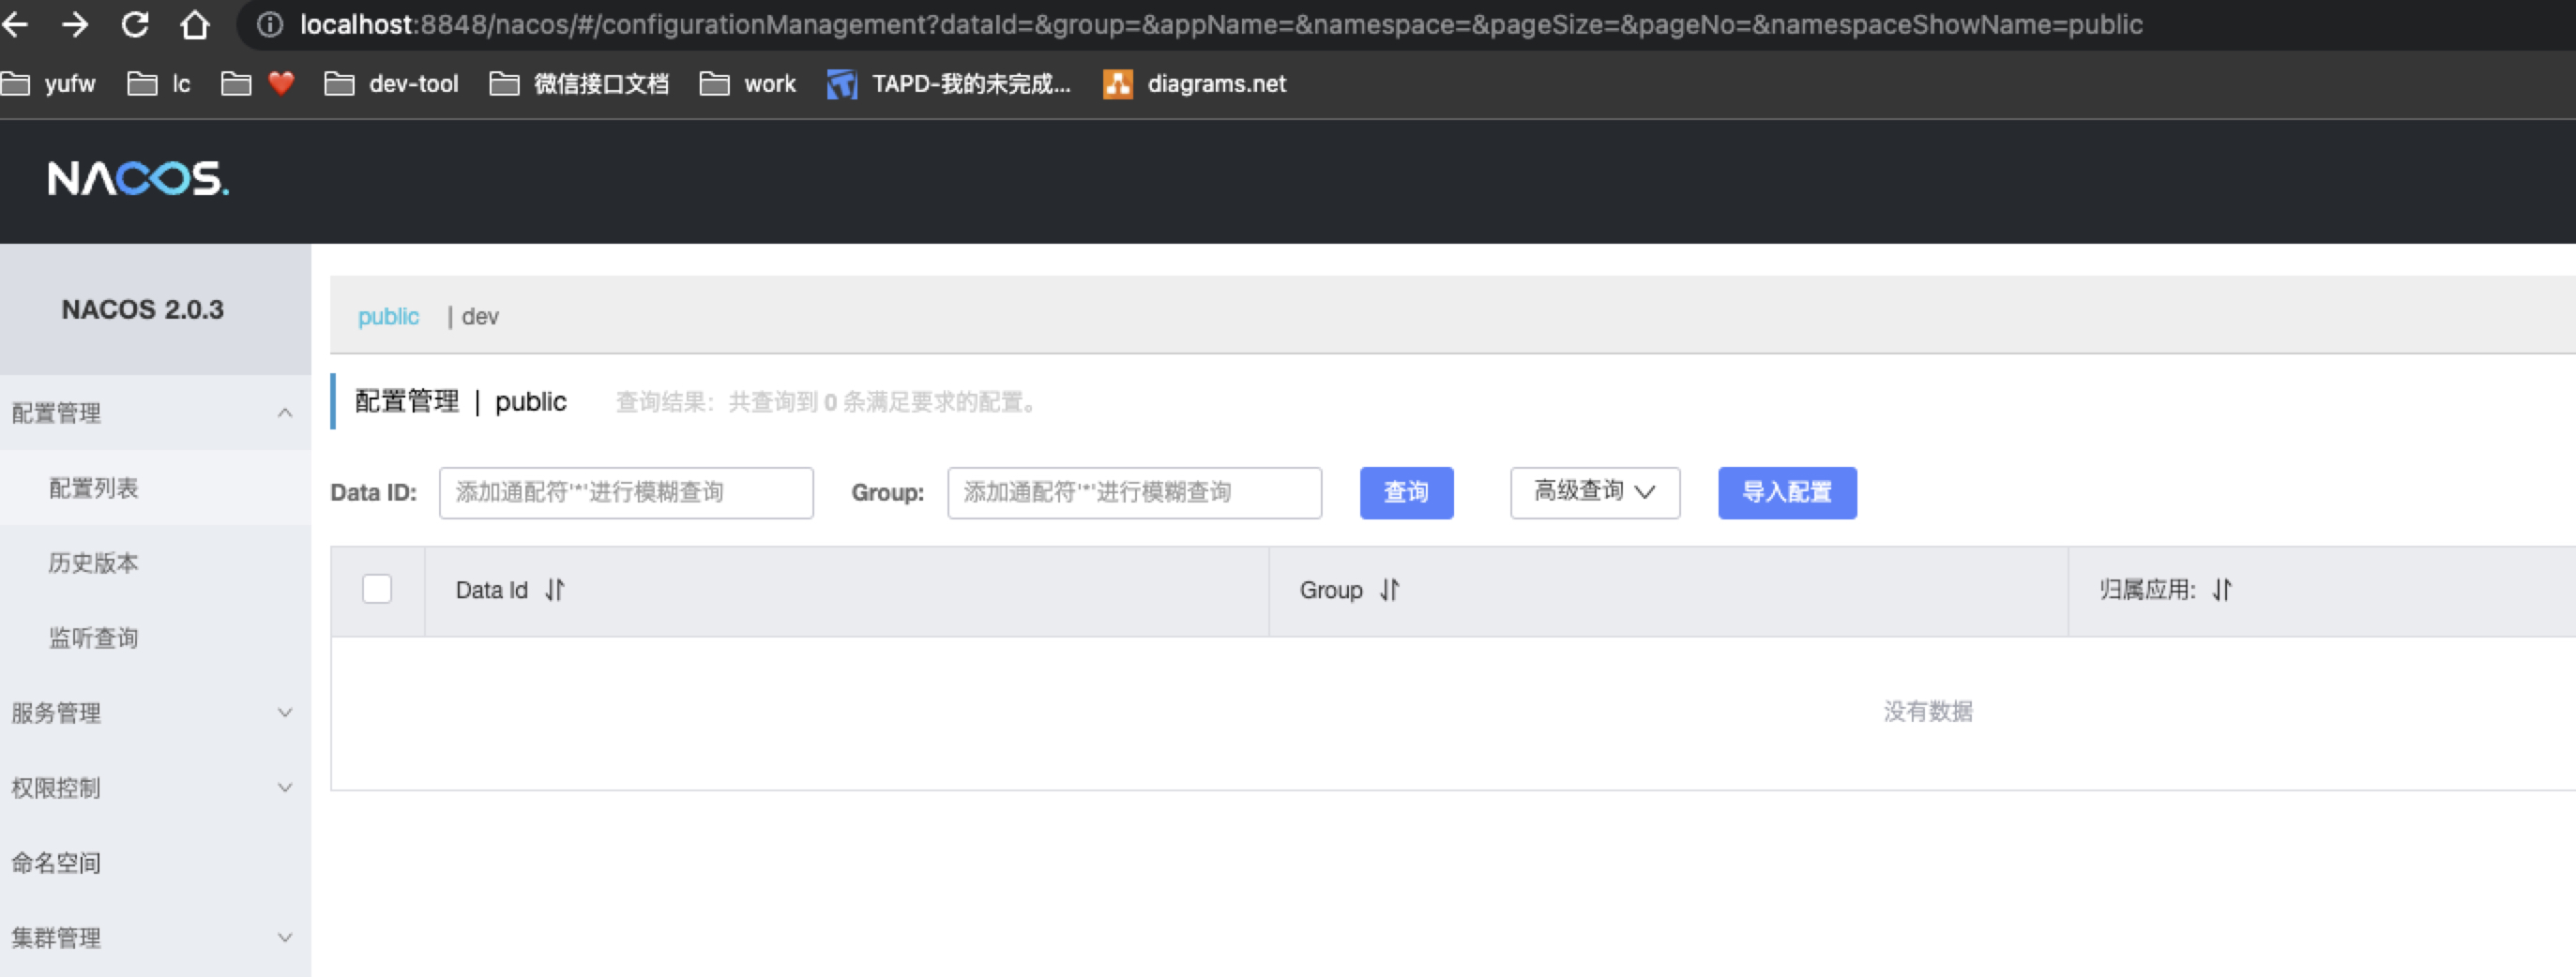 localhost:8848/nacos/#/configurationManagement?dataId=&group=&appName=&namespace=&pageSize=&pageNo=&namespaceShowName=public
yufw lc ❤️ dev-tool 微信接口文档 work TAPD-我的未完成... diagrams.net
NACOS.
NACOS 2.0.3
public | dev
配置管理
配置管理 | public 查询结果：共查询到 0 条满足要求的配置。
配置列表
Data ID: 添加通配符'*'进行模糊查询 Group: 添加通配符'*'进行模糊查询 查询 高级查询 导入配置
历史版本
Data Id Group 归属应用:
监听查询
服务管理
没有数据
权限控制
命名空间
集群管理